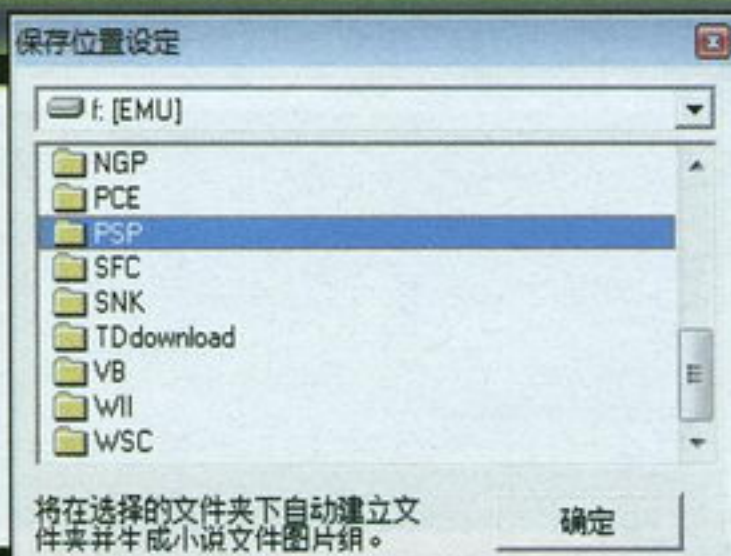 保存位置设定
f: [EMU]
NGP
PCE
PSP
SFC
SNK
TDdownload
VB
WII
WSC
将在选择的文件夹下自动建立文
件夹并生成小说文件图片组。
确定